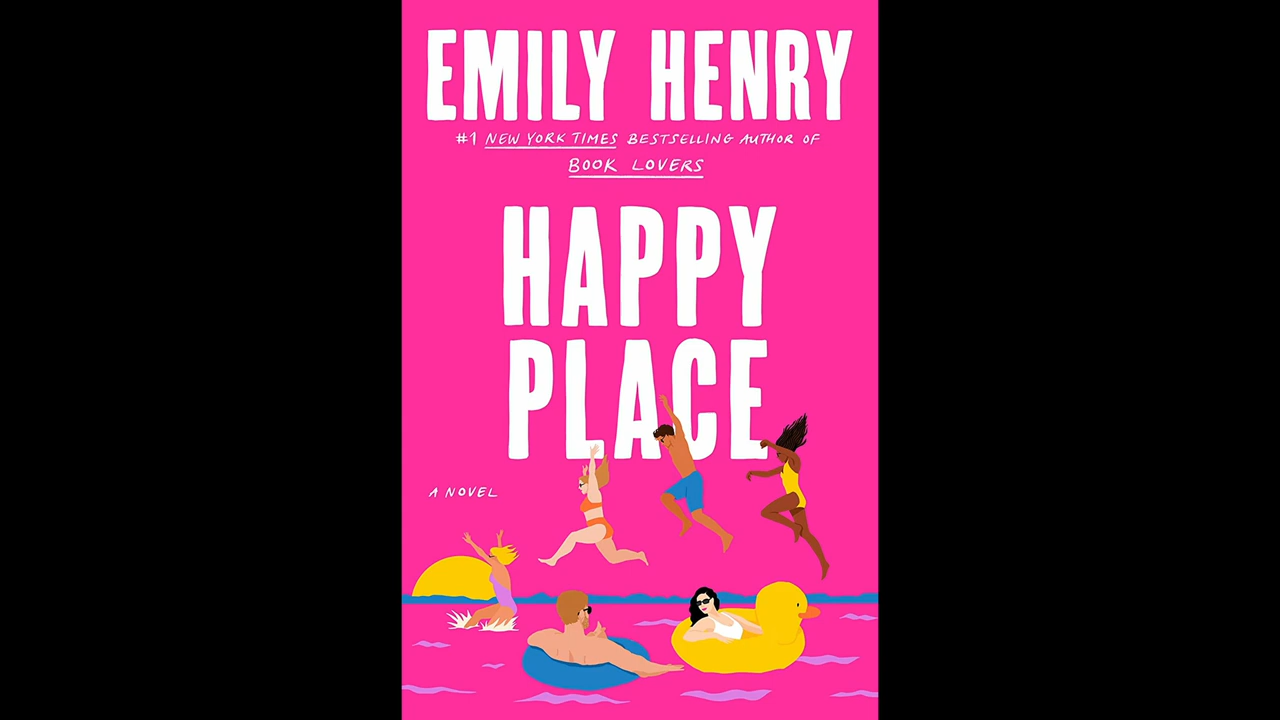 EMILY HENRY
#1 NEW YORK TIMES BESTSELLING AUTHOR OF
BOOK LOVERS
HAPPY
PLACE
A NOVEL